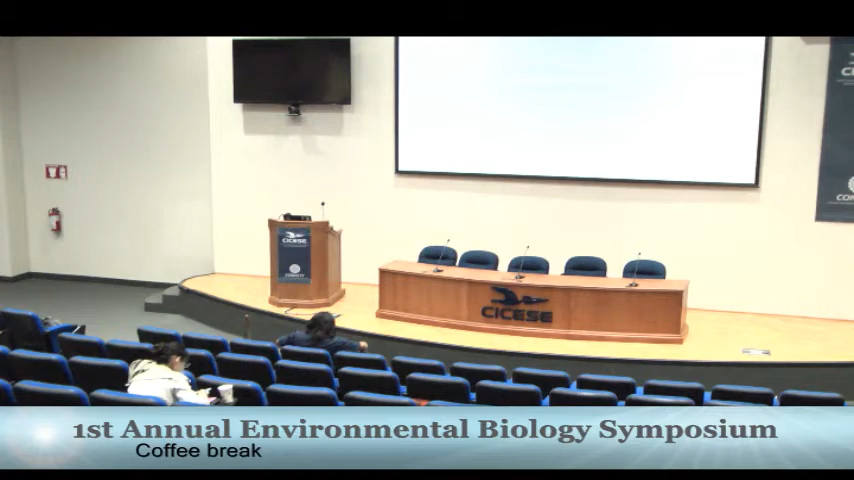 CICESE
CICESE
1st Annual Environmental Biology Symposium
Coffee break